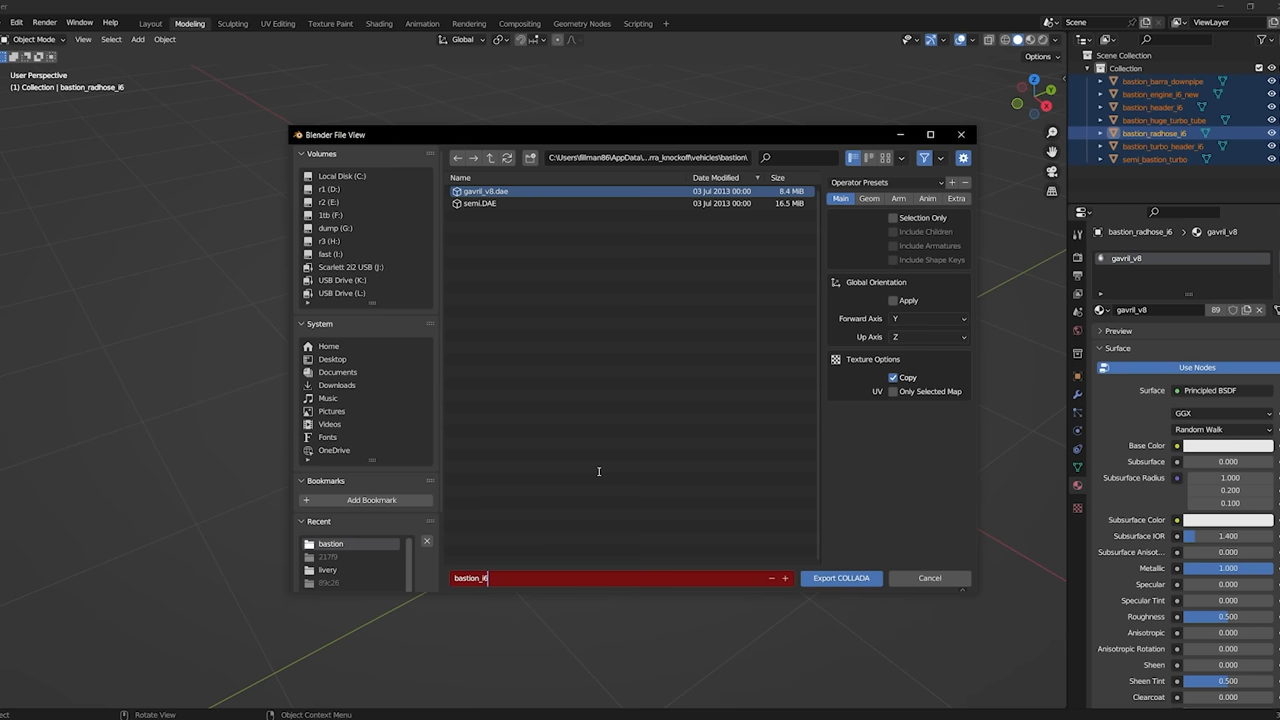 er
Edit Render Window Help Layout Modeling Sculpting UV Editing Texture Paint Shading Animation Rendering Compositing Geometry Nodes Scripting + Scene ViewLayer
Object Mode View Select Add Object Global
Options
User Perspective
(1) Collection | bastion_radhose_i6
Z
Y
X
Scene Collection
Collection
bastion_barra_downpipe
bastion_engine_i6_new
bastion_header_i6
bastion_huge_turbo_tube
bastion_radhose_i6
bastion_turbo_header_i6
semi_bastion_turbo
Blender File View
Volumes
Local Disk (C:)
r1 (D:)
r2 (E:)
1tb (F:)
dump (G:)
r3 (H:)
fast (I:)
Scarlett 2i2 USB (J:)
USB Drive (K:)
USB Drive (L:)
System
Home
Desktop
Documents
Downloads
Music
Pictures
Videos
Fonts
OneDrive
Bookmarks
Add Bookmark
Recent
bastion
217f9
livery
89c26
C:\Users\fillman86\AppData\...rra_knockoff\vehicles\bastion\
Name Date Modified Size
gavril_v8.dae 03 Jul 2013 00:00 8.4 MiB
semi.DAE 03 Jul 2013 00:00 16.5 MiB
bastion_i6
Export COLLADA Cancel
Operator Presets
Main Geom Arm Anim Extra
Selection Only
Include Children
Include Armatures
Include Shape Keys
Global Orientation
Apply
Forward Axis Y
Up Axis Z
Texture Options
Copy
UV Only Selected Map
bastion_radhose_i6 > gavril_v8
gavril_v8
gavril_v8 89
Preview
Surface
Use Nodes
Surface Principled BSDF
GGX
Random Walk
Base Color
Subsurface 0.000
Subsurface Radius 1.000
0.200
0.100
Subsurface Color
Subsurface IOR 1.400
Subsurface Anisot... 0.000
Metallic 1.000
Specular 0.000
Specular Tint 0.000
Roughness 0.500
Anisotropic 0.000
Anisotropic Rotation 0.000
Sheen 0.000
Sheen Tint 0.500
Clearcoat 0.000
ect Rotate View Object Context Menu